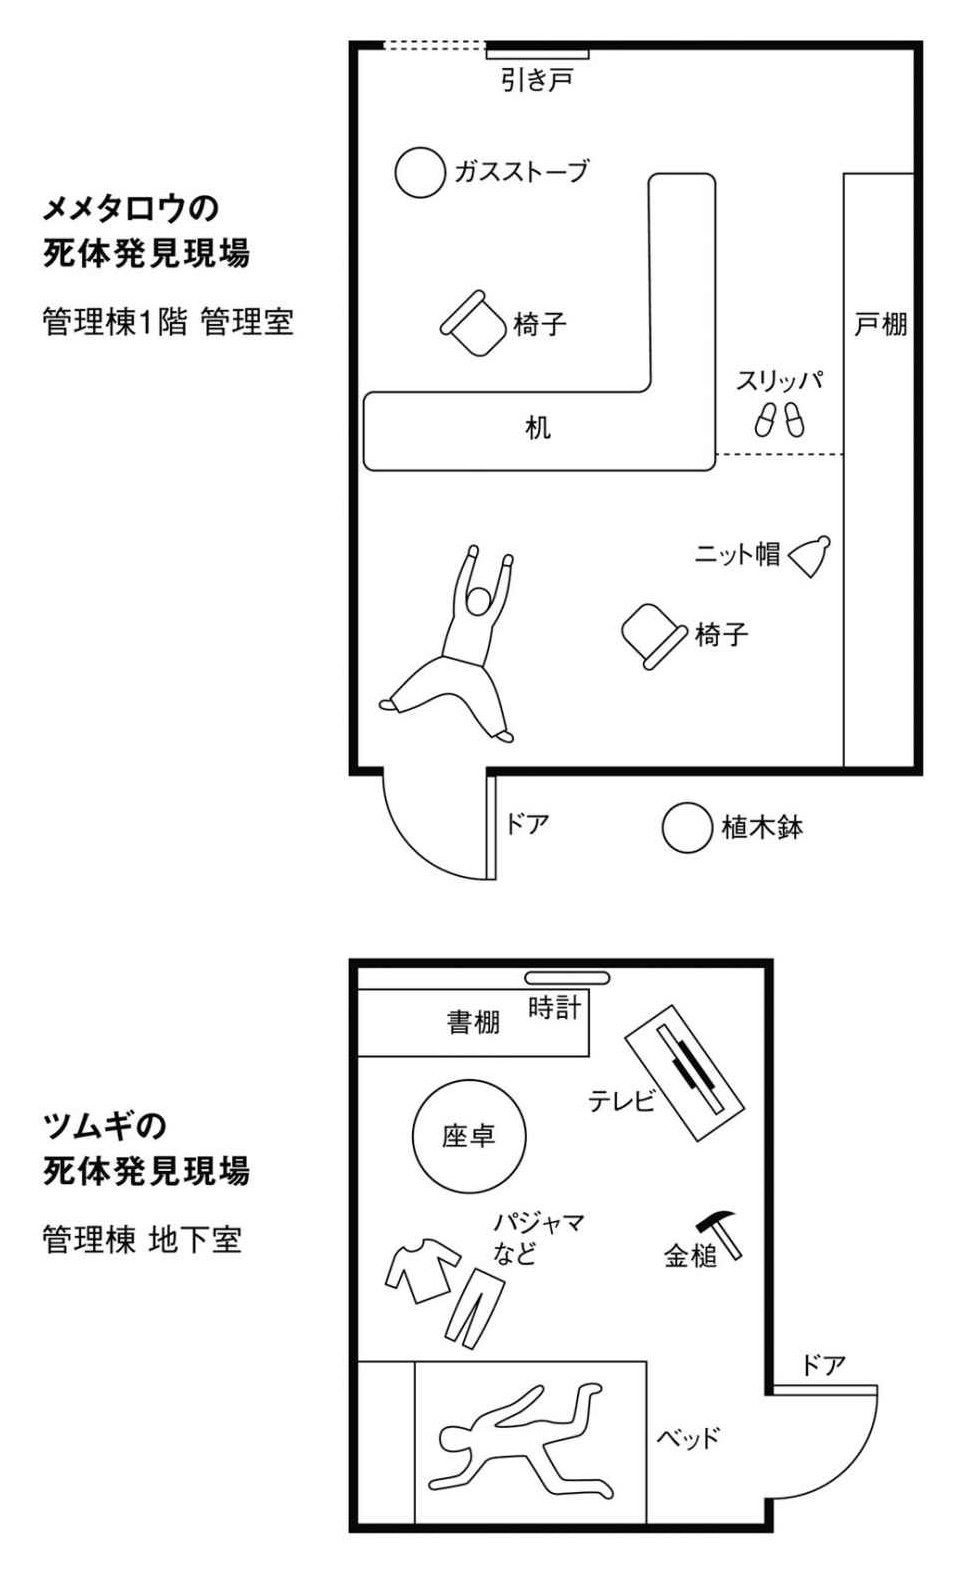 引き戸
ガスストーブ
メメタロウの
死体発見現場
管理棟1階 管理室
椅子
戸棚
スリッパ
机
ニット帽
椅子
ドア
植木鉢
時計
書棚
テレビ
ツムギの
死体発見現場
管理棟 地下室
座卓
パジャマ
など
金槌
ドア
ベッド